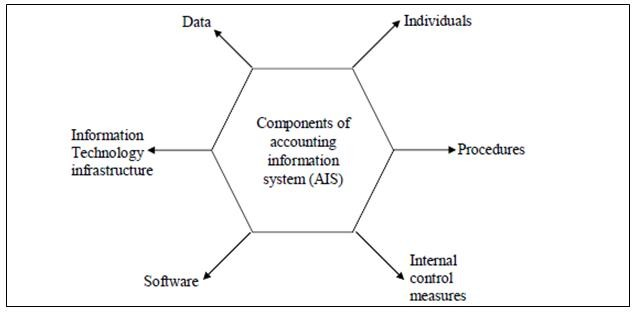 Data
Individuals
Components of
accounting
information
system (AIS)
Information
Technology
infrastructure
Procedures
Software
Internal
control
measures